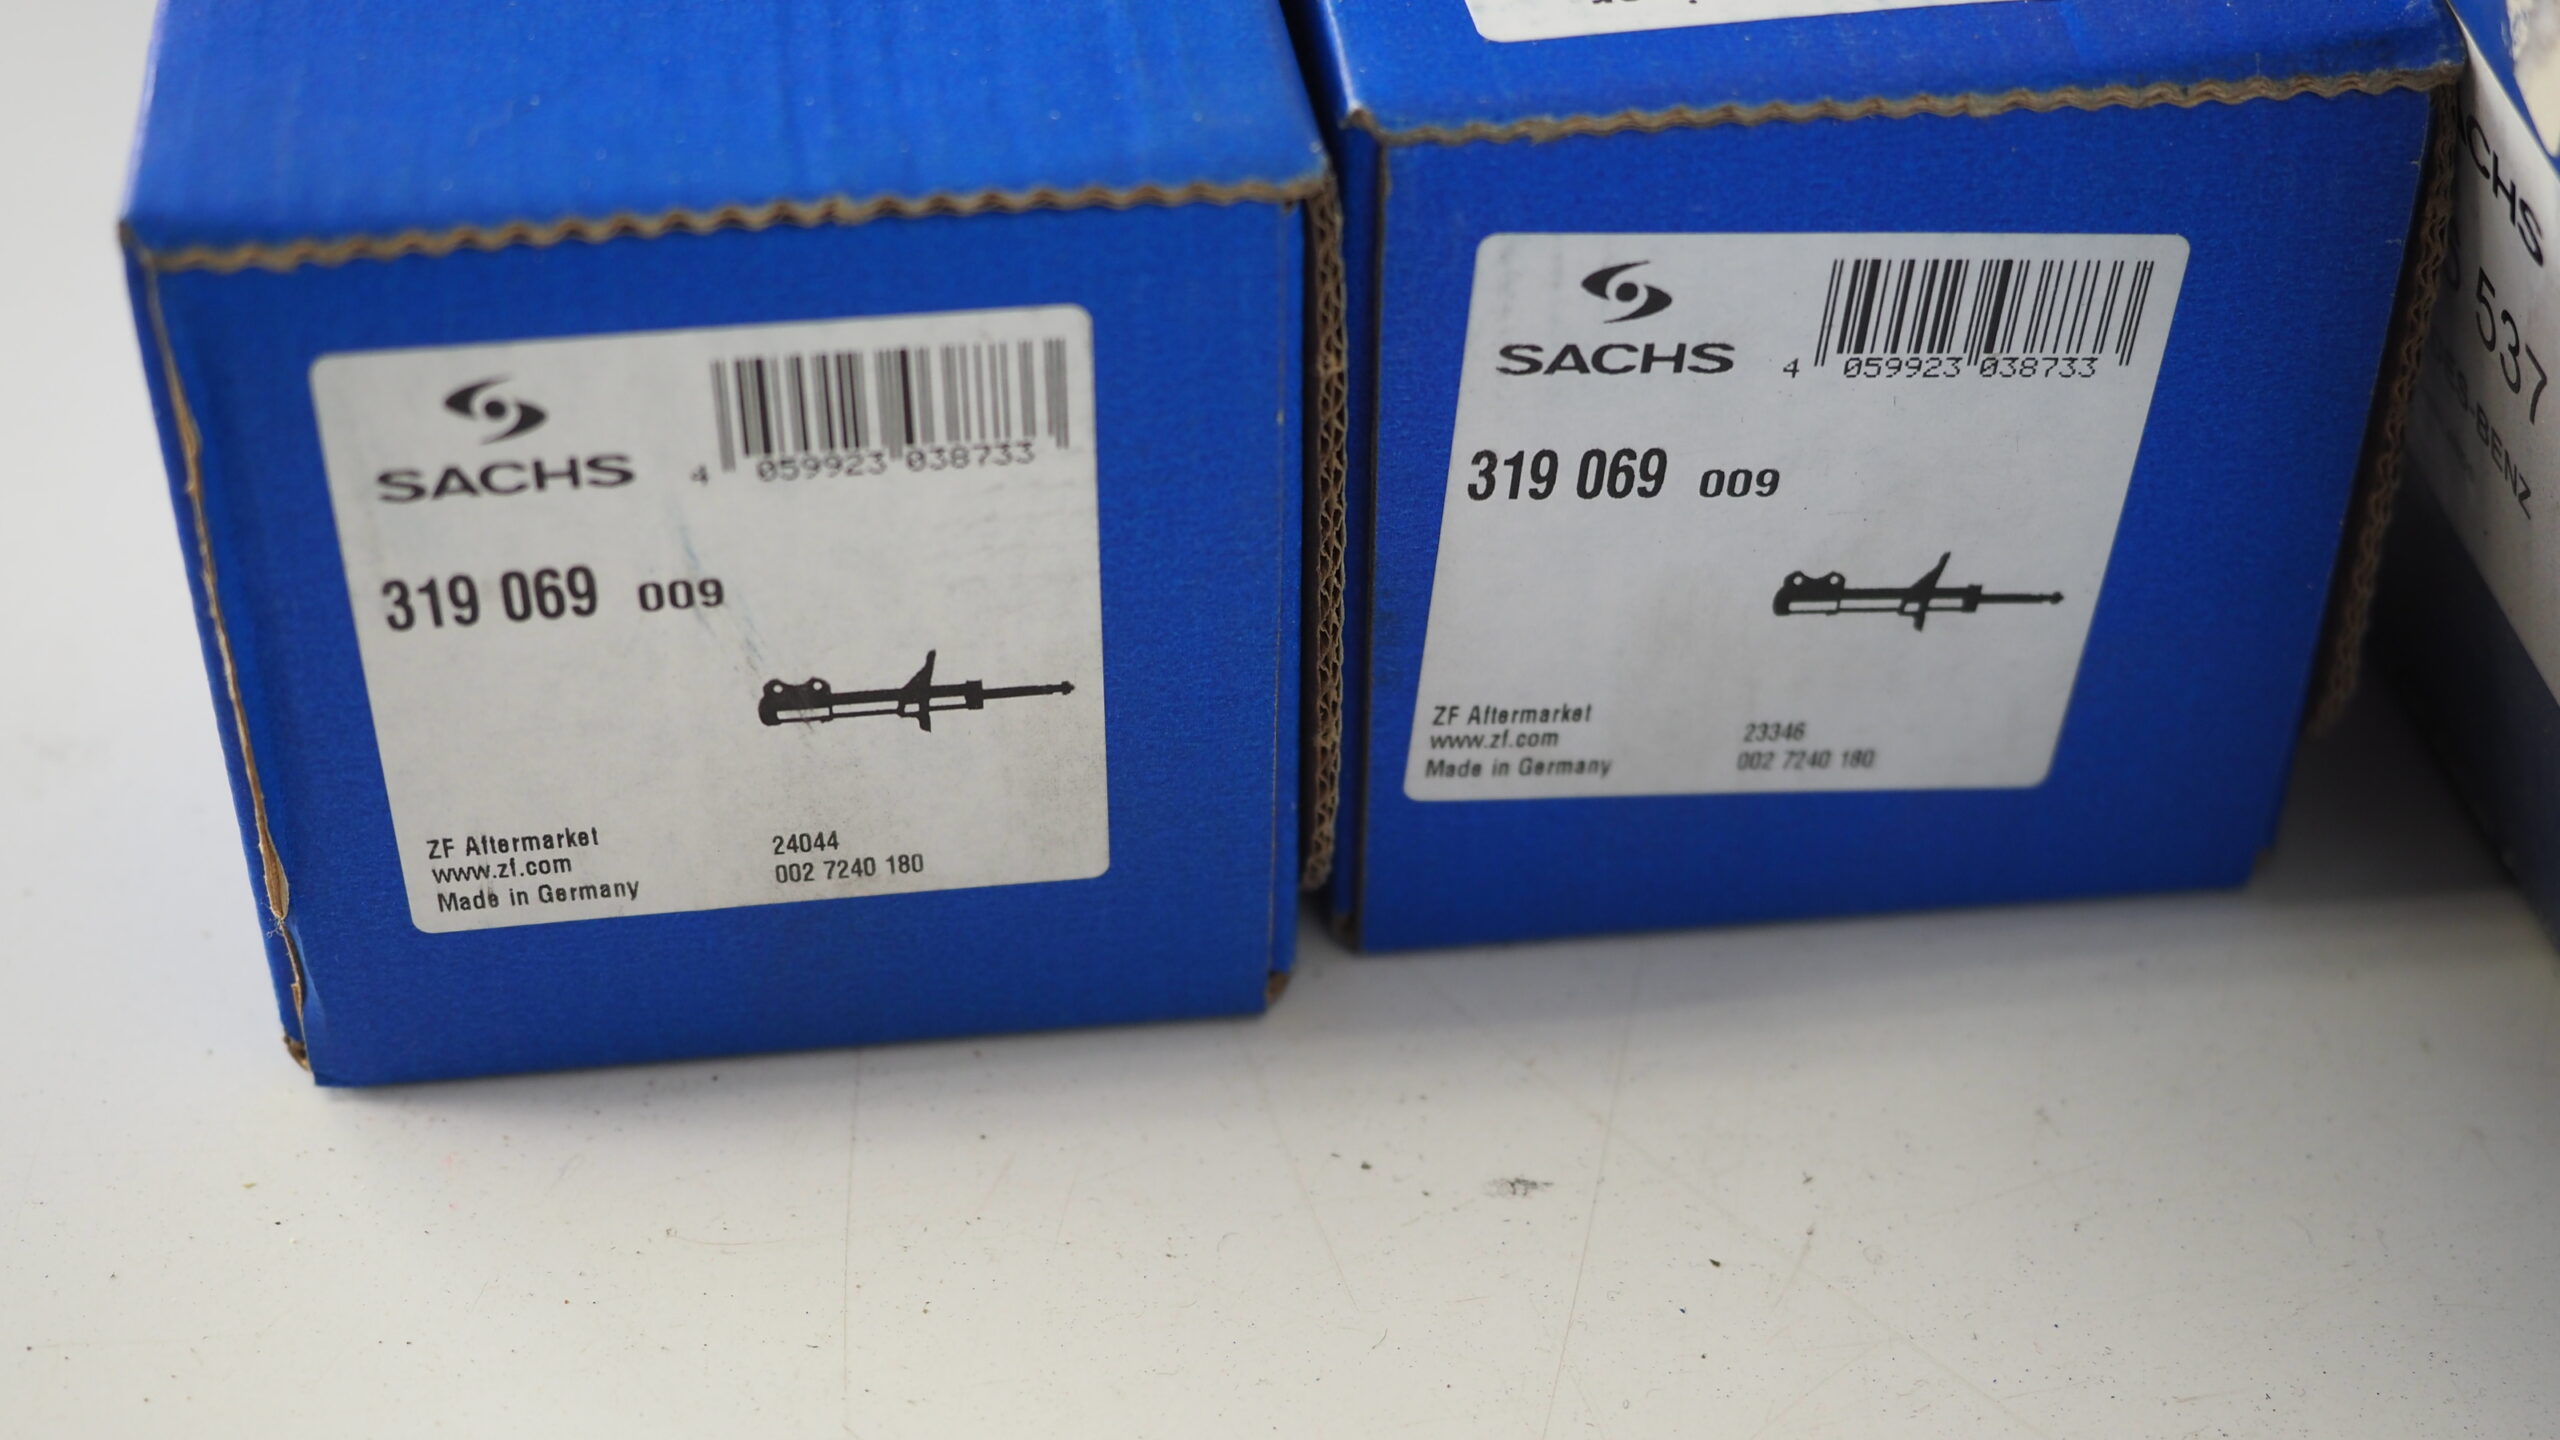 SACHS
4 059923 038733
319 069 009
ZF Aftermarket
www.zf.com
Made in Germany
24044
002 7240 180
SACHS
4 059923 038733
319 069 009
ZF Aftermarket
www.zf.com
Made in Germany
23346
002 7240 180
CHS
537
-BENZ